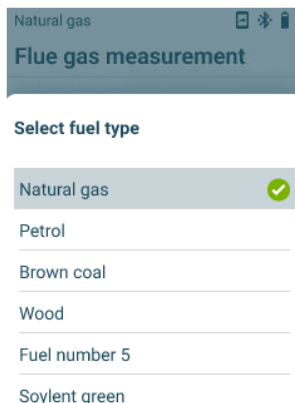 Natural gas
Flue gas measurement
Select fuel type
Natural gas
Petrol
Brown coal
Wood
Fuel number 5
Soylent green